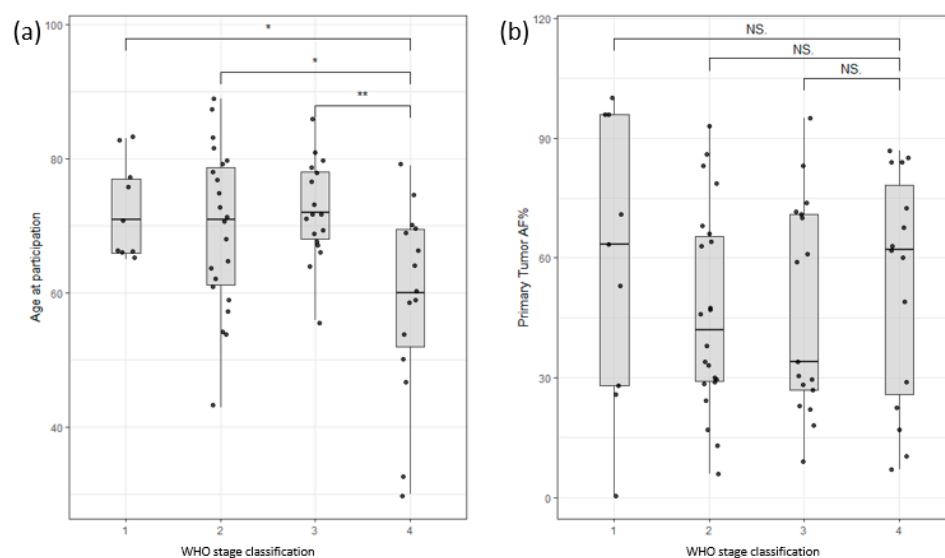 (a)
100
80
60
40
Age at participation
*
*
**
1 2 3 4
WHO stage classification
(b)
120
90
60
30
0
Primary Tumor AF%
NS.
NS.
NS.
1 2 3 4
WHO stage classification